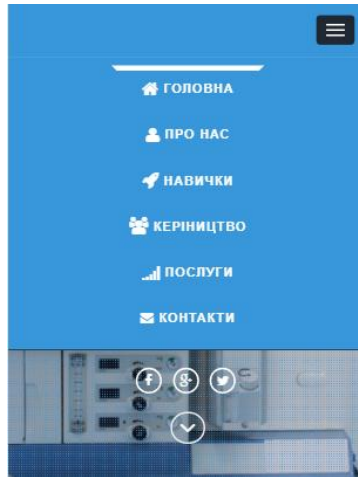 ГОЛОВНА
ПРО НАС
НАВИЧКИ
КЕРІНИЦТВО
ПОСЛУГИ
КОНТАКТИ